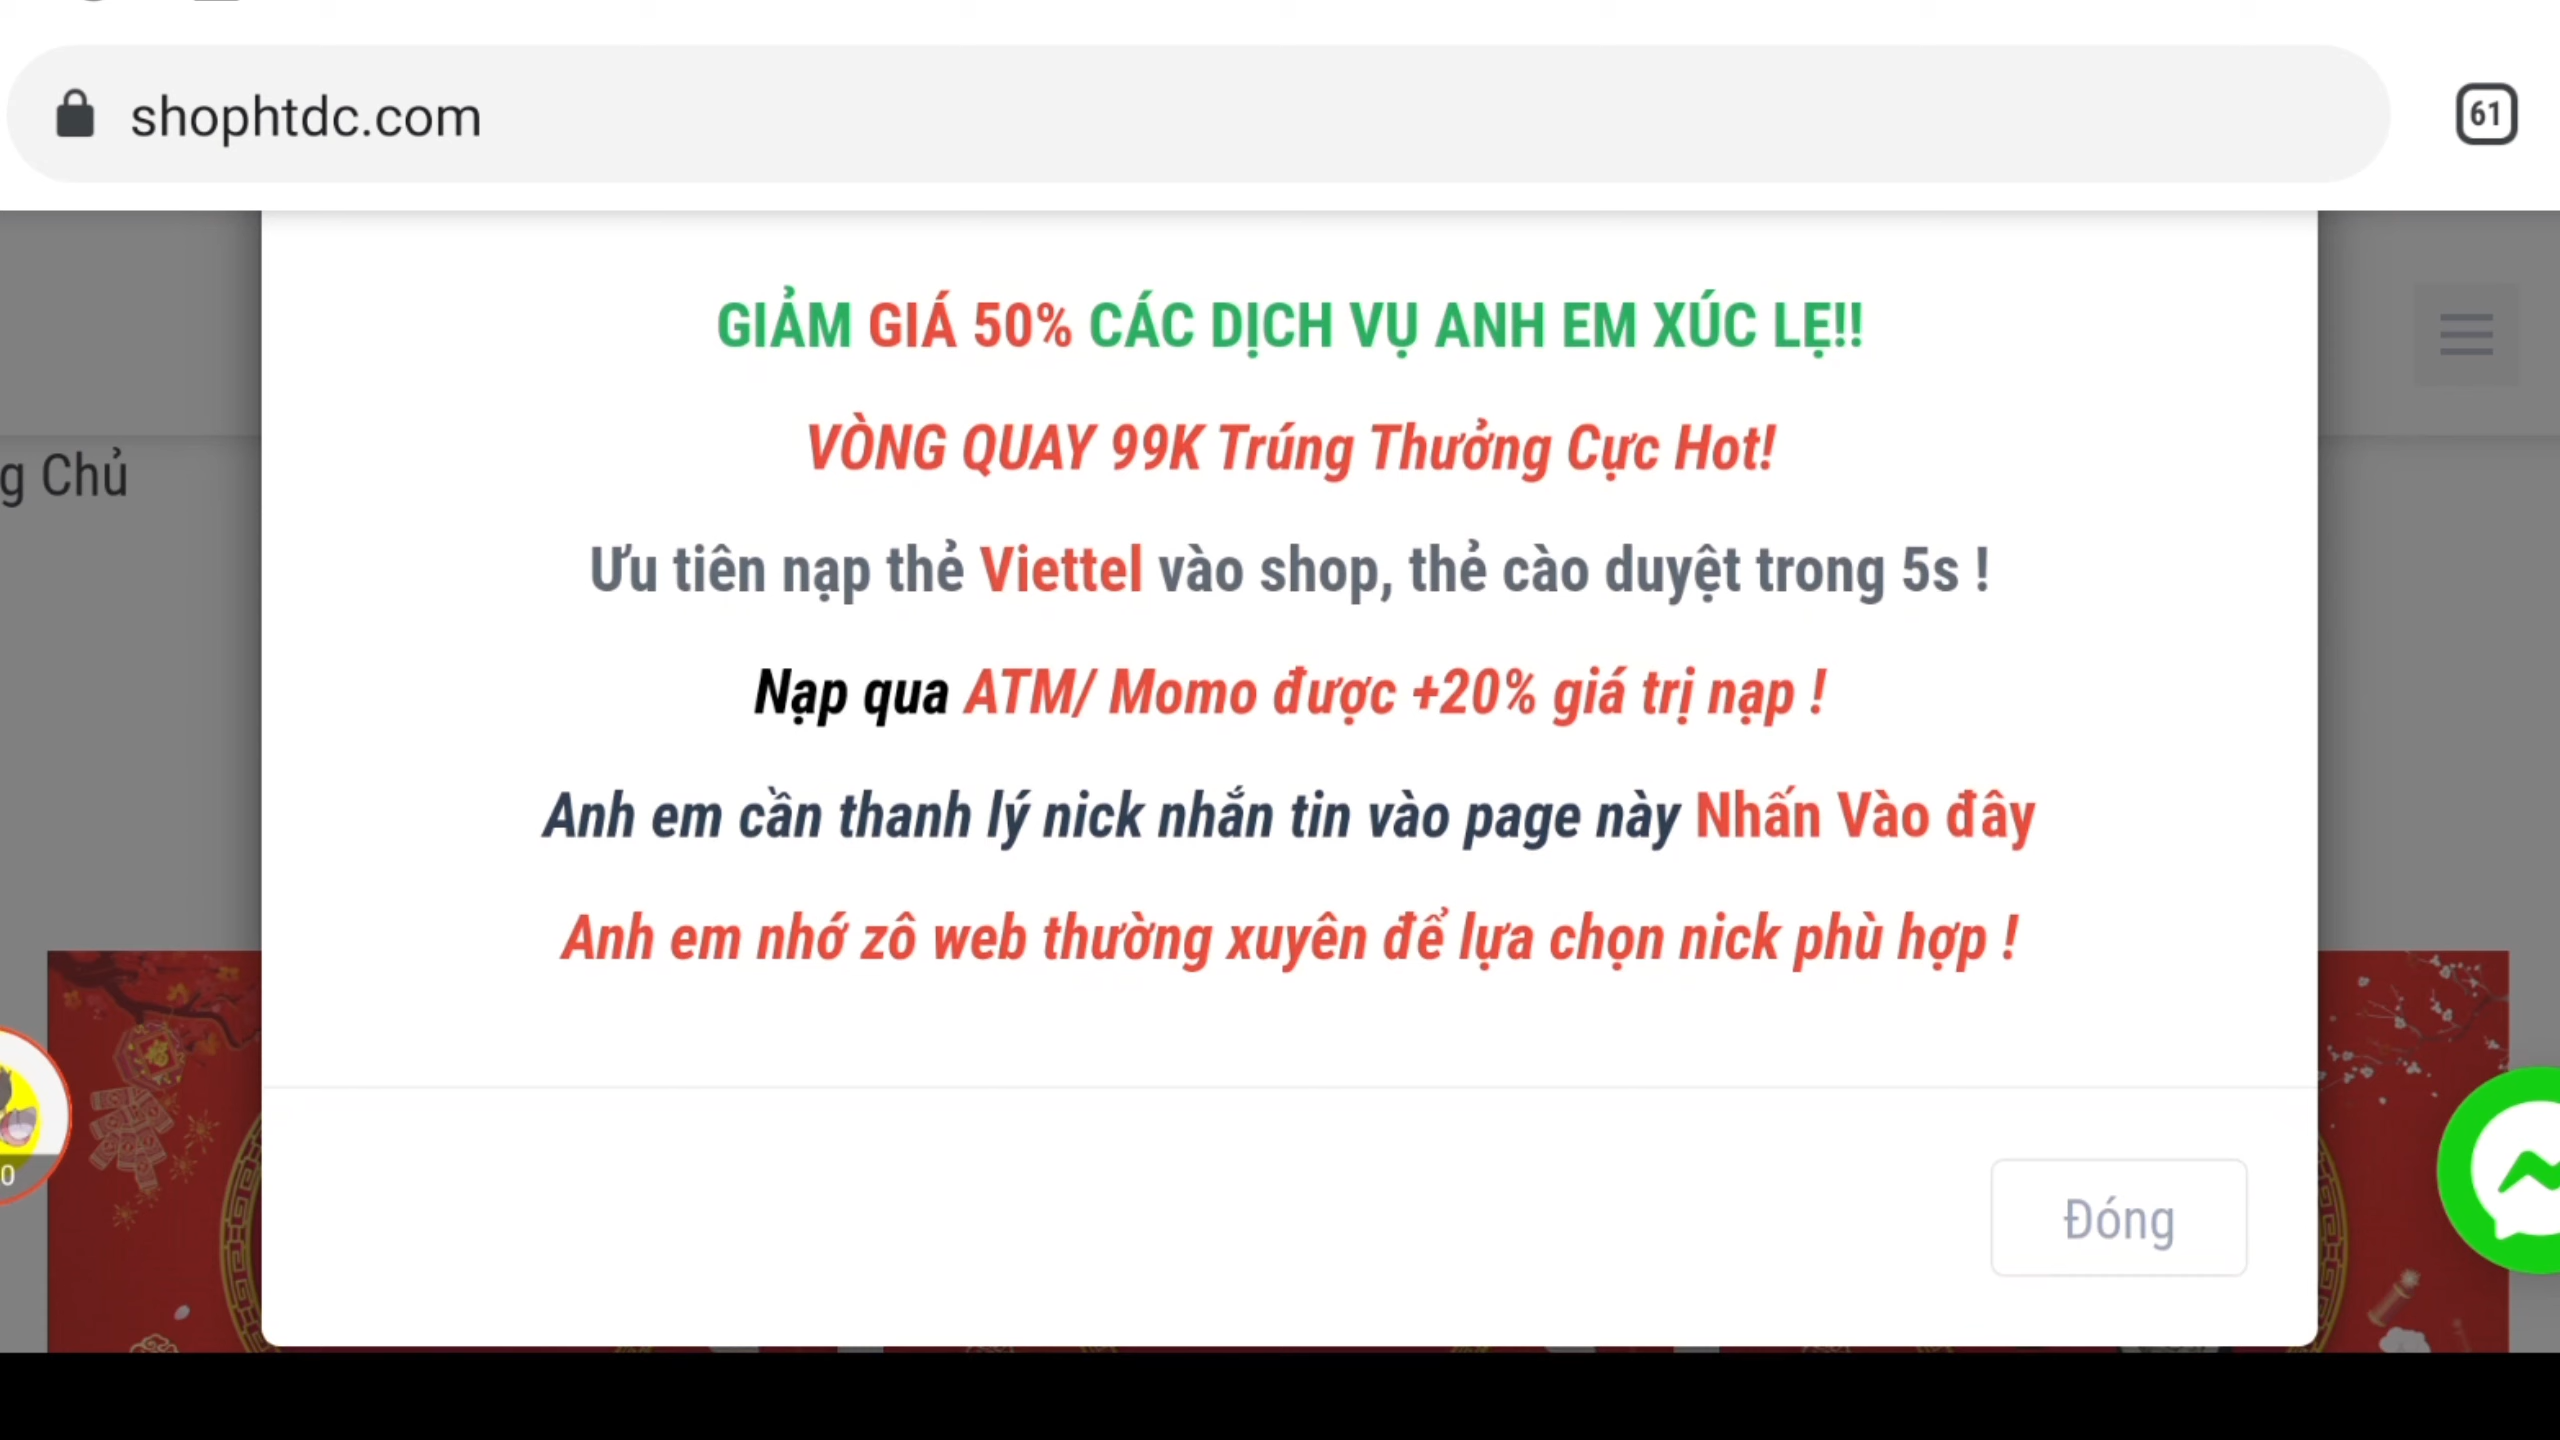 shophtdc.com
61
GIẢM GIÁ 50% CÁC DỊCH VỤ ANH EM XÚC LẸ!!
VÒNG QUAY 99K Trúng Thưởng Cực Hot!
g Chủ
Ưu tiên nạp thẻ Viettel vào shop, thẻ cào duyệt trong 5s !
Nạp qua ATM/ Momo được +20% giá trị nạp !
Anh em cần thanh lý nick nhắn tin vào page này Nhấn Vào đây
Anh em nhớ zô web thường xuyên để lựa chọn nick phù hợp !
0
Đóng